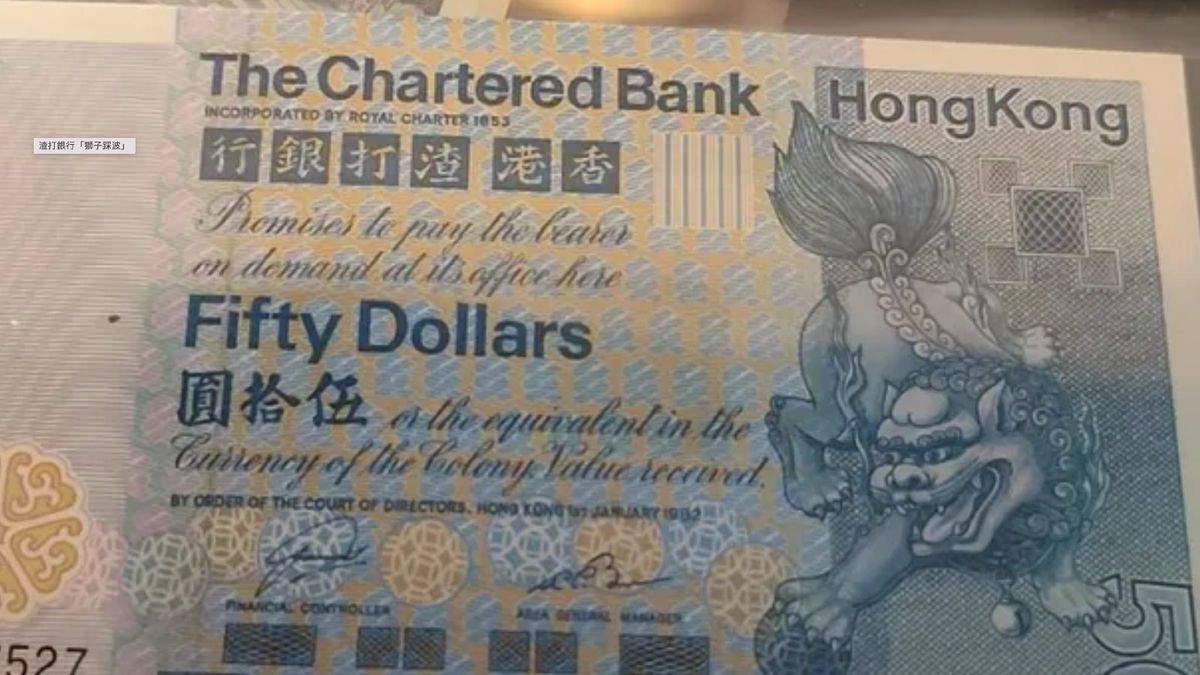 The Chartered Bank
Hong Kong
INCORPORATED BY ROYAL CHARTER 1853
行銀打渣 港香
渣打銀行「獅子踩波」
Promises to pay the bearer
on demand at its office here
Fifty Dollars
圓拾伍 or the equivalent in the
Currency of the Colony. Value received.
BY ORDER OF THE COURT OF DIRECTORS. HONG KONG 1ST JANUARY
FINANCIAL CONTROLLER
AREA GENERAL MANAGER
527
50